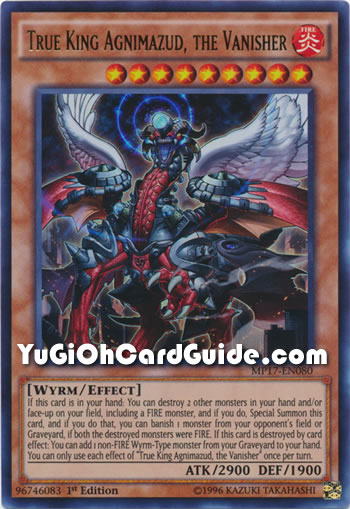 TRUE KING AGNIMAZUD, THE VANISHER
FIRE
炎
YuGiOhCardGuide.com
MP17-EN080
[WYRM/EFFECT]
If this card is in your hand: You can destroy 2 other monsters in your hand and/or
face-up on your field, including a FIRE monster, and if you do, Special Summon this
card, and if you do that, you can banish 1 monster from your opponent's field or
Graveyard, if both the destroyed monsters were FIRE. If this card is destroyed by card
effect: You can add 1 non-FIRE Wyrm-Type monster from your Graveyard to your hand.
You can only use each effect of "True King Agnimazud, the Vanisher" once per turn.
ATK/2900 DEF/1900
96746083 1st Edition ©1996 KAZUKI TAKAHASHI